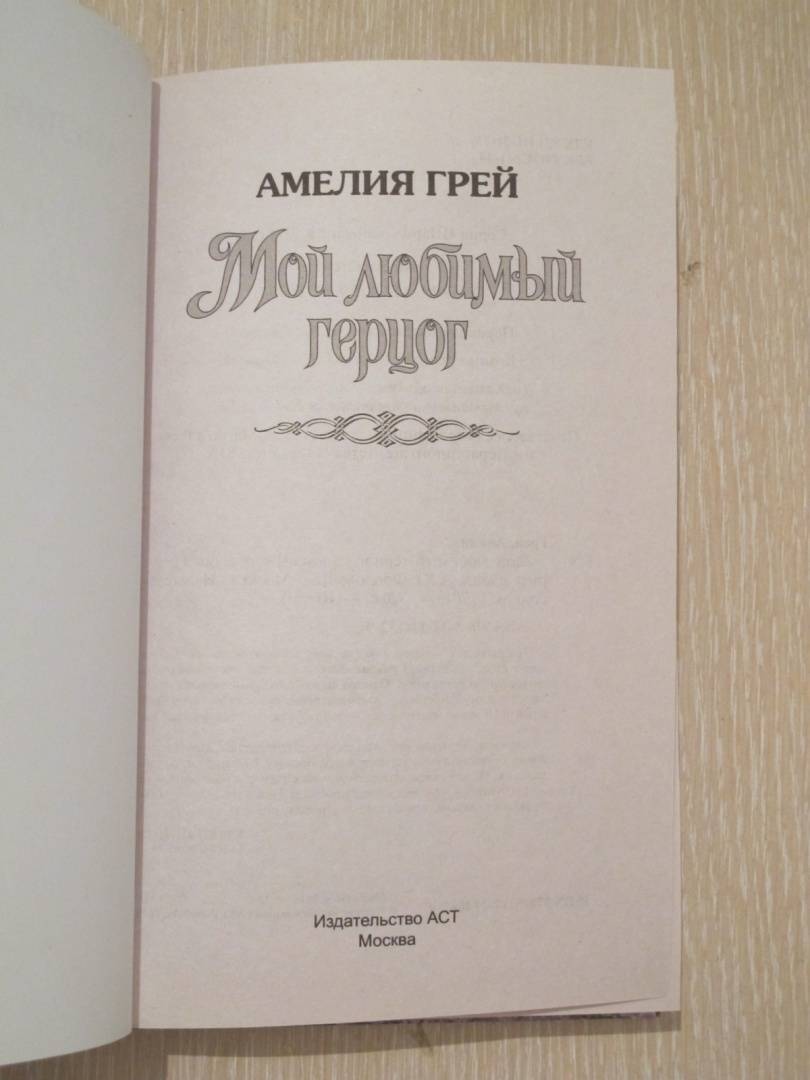 АМЕЛИЯ ГРЕЙ
Мой любимый
герцог
Издательство АСТ
Москва